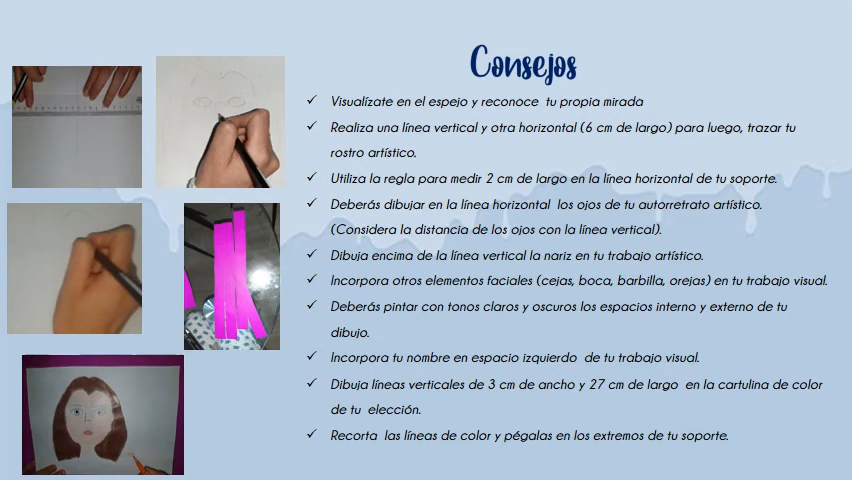 Consejos
Visualízate en el espejo y reconoce tu propia mirada
Realiza una línea vertical y otra horizontal (6 cm de largo) para luego, trazar tu
rostro artístico.
Utiliza la regla para medir 2 cm de largo en la línea horizontal de tu soporte.
Deberás dibujar en la línea horizontal los ojos de tu autorretrato artístico.
(Considera la distancia de los ojos con la línea vertical).
Dibuja encima de la línea vertical la nariz en tu trabajo artístico.
Incorpora otros elementos faciales (cejas, boca, barbilla, orejas) en tu trabajo visual.
Deberás pintar con tonos claros y oscuros los espacios interno y externo de tu
dibujo.
Incorpora tu nombre en espacio izquierdo de tu trabajo visual.
Dibuja líneas verticales de 3 cm de ancho y 27 cm de largo en la cartulina de color
de tu elección.
Recorta las líneas de color y pégalas en los extremos de tu soporte.